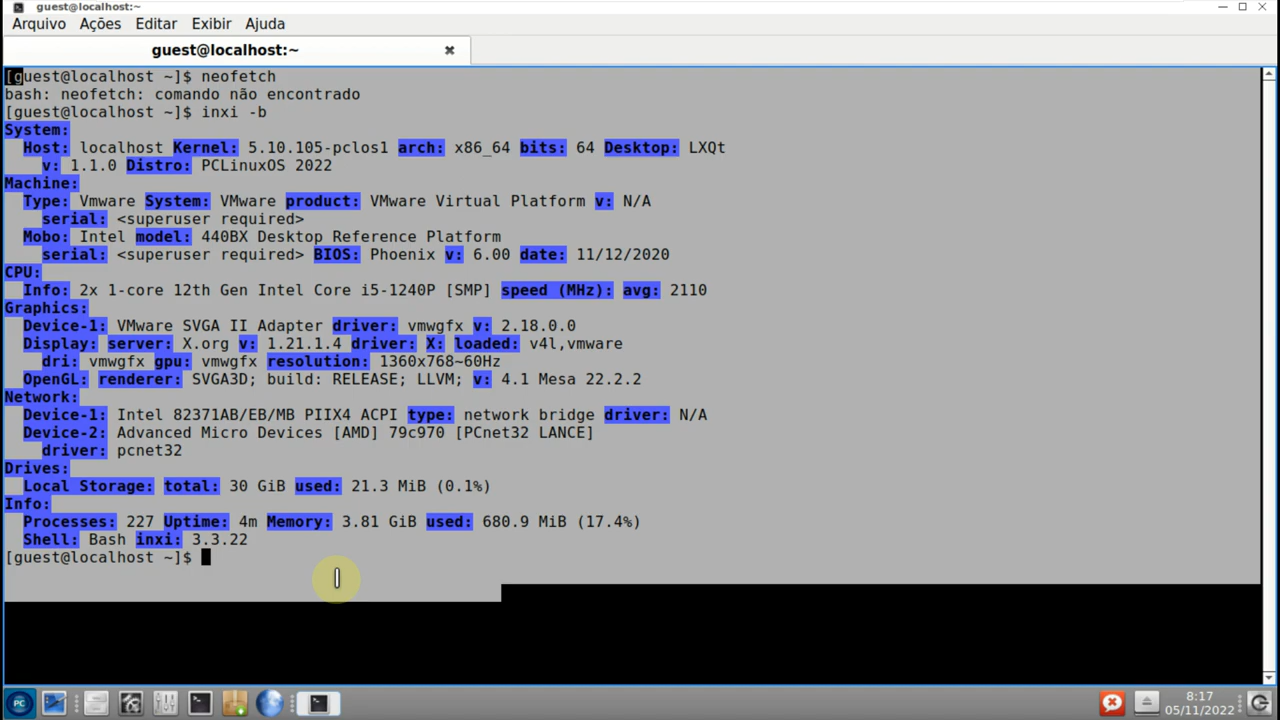 guest@localhost:~
Arquivo Ações Editar Exibir Ajuda
guest@localhost:~
[guest@localhost ~]$ neofetch
bash: neofetch: comando não encontrado
[guest@localhost ~]$ inxi -b
System:
Host: localhost Kernel: 5.10.105-pclos1 arch: x86_64 bits: 64 Desktop: LXQt
v: 1.1.0 Distro: PCLinuxOS 2022
Machine:
Type: Vmware System: VMware product: VMware Virtual Platform v: N/A
serial: <superuser required>
Mobo: Intel model: 440BX Desktop Reference Platform
serial: <superuser required> BIOS: Phoenix v: 6.00 date: 11/12/2020
CPU:
Info: 2x 1-core 12th Gen Intel Core i5-1240P [SMP] speed (MHz): avg: 2110
Graphics:
Device-1: VMware SVGA II Adapter driver: vmwgfx v: 2.18.0.0
Display: server: X.org v: 1.21.1.4 driver: X: loaded: v4l,vmware
dri: vmwgfx gpu: vmwgfx resolution: 1360x768~60Hz
OpenGL: renderer: SVGA3D; build: RELEASE; LLVM; v: 4.1 Mesa 22.2.2
Network:
Device-1: Intel 82371AB/EB/MB PIIX4 ACPI type: network bridge driver: N/A
Device-2: Advanced Micro Devices [AMD] 79c970 [PCnet32 LANCE]
driver: pcnet32
Drives:
Local Storage: total: 30 GiB used: 21.3 MiB (0.1%)
Info:
Processes: 227 Uptime: 4m Memory: 3.81 GiB used: 680.9 MiB (17.4%)
Shell: Bash inxi: 3.3.22
[guest@localhost ~]$
PC
8:17
05/11/2022